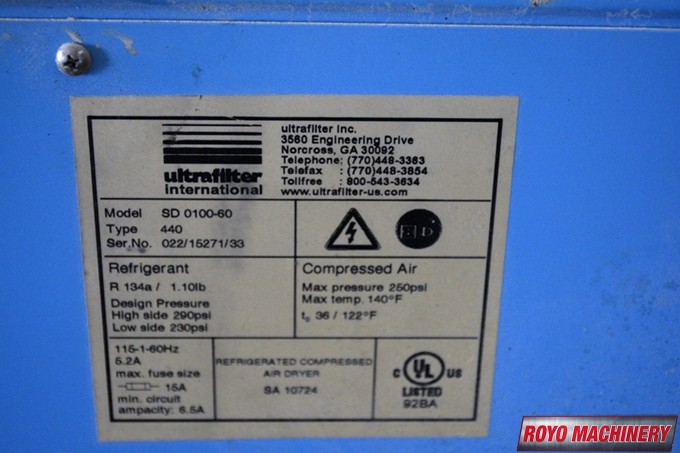 ultrafilter inc.
3560 Engineering Drive
Norcross, GA 30092
Telephone: (770)448-3363
Telefax : (770)448-3854
Tollfree : 800-543-3634
www.ultrafilter-us.com
ultrafilter
international
Model SD 0100-60
Type 440
Ser.No. 022/15271/33
Refrigerant
R 134a / 1.10lb
Design Pressure
High side 290psi
Low side 230psi
Compressed Air
Max pressure 250psi
Max temp. 140°F
t꜀ 36 / 122°F
115-1-60Hz
5.2A
max. fuse size
15A
min. circuit
ampacity: 6.5A
REFRIGERATED COMPRESSED
AIR DRYER
SA 10724
C UL US
LISTED
92BA
ROYO MACHINERY